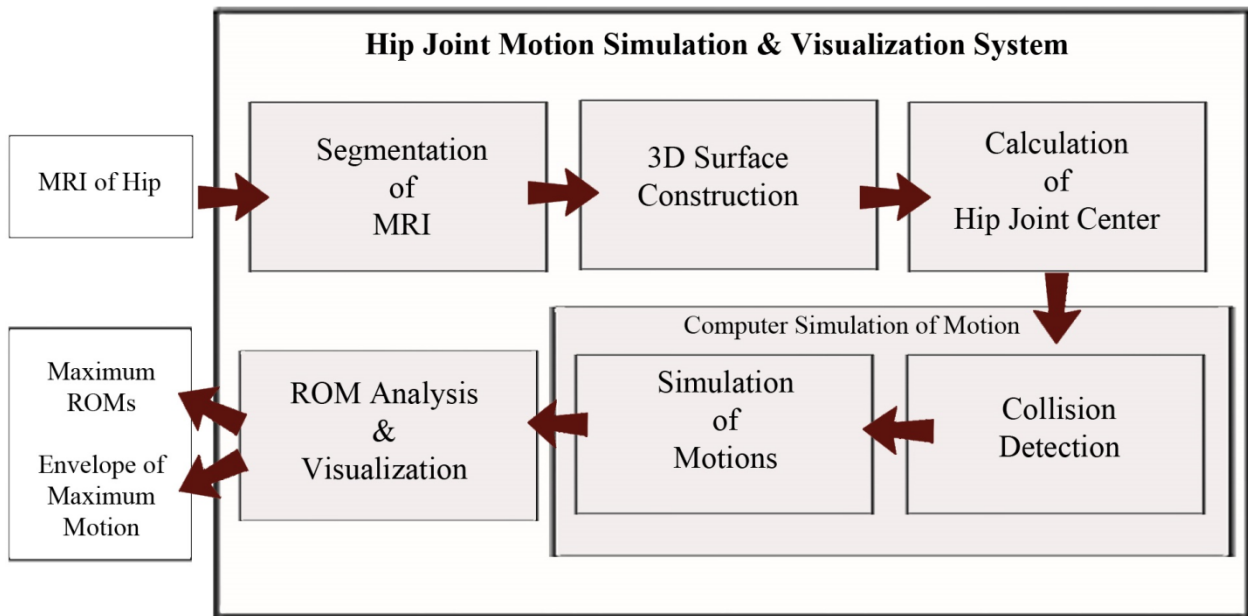 Hip Joint Motion Simulation & Visualization System
MRI of Hip
Segmentation
of
MRI
3D Surface
Construction
Calculation
of
Hip Joint Center
Computer Simulation of Motion
Collision
Detection
Simulation
of
Motions
ROM Analysis
&
Visualization
Maximum
ROMs
Envelope of
Maximum
Motion